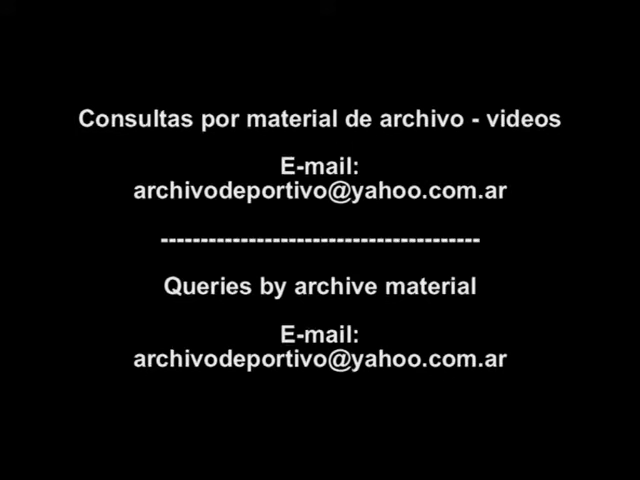 Consultas por material de archivo - videos
E-mail:
archivodeportivo@yahoo.com.ar
----------------------------------------
Queries by archive material
E-mail:
archivodeportivo@yahoo.com.ar